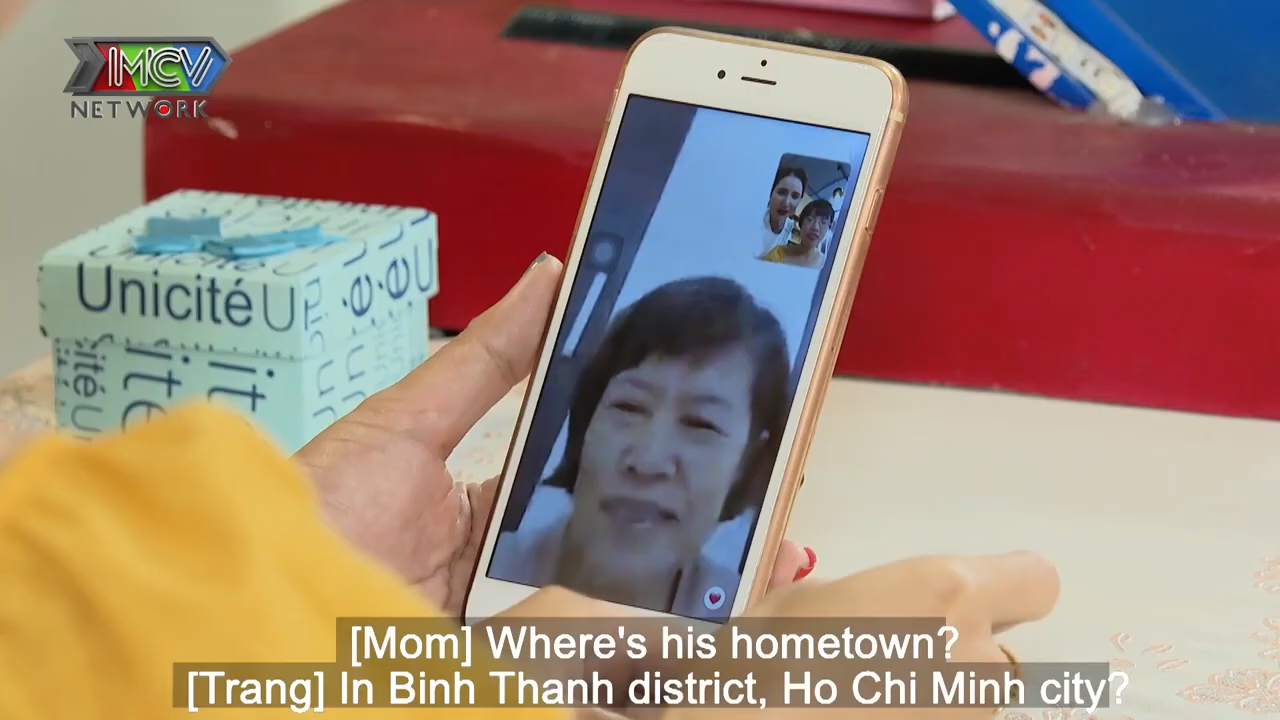 MCV
NETWORK
Unicité U
[Mom] Where's his hometown?
[Trang] In Binh Thanh district, Ho Chi Minh city?